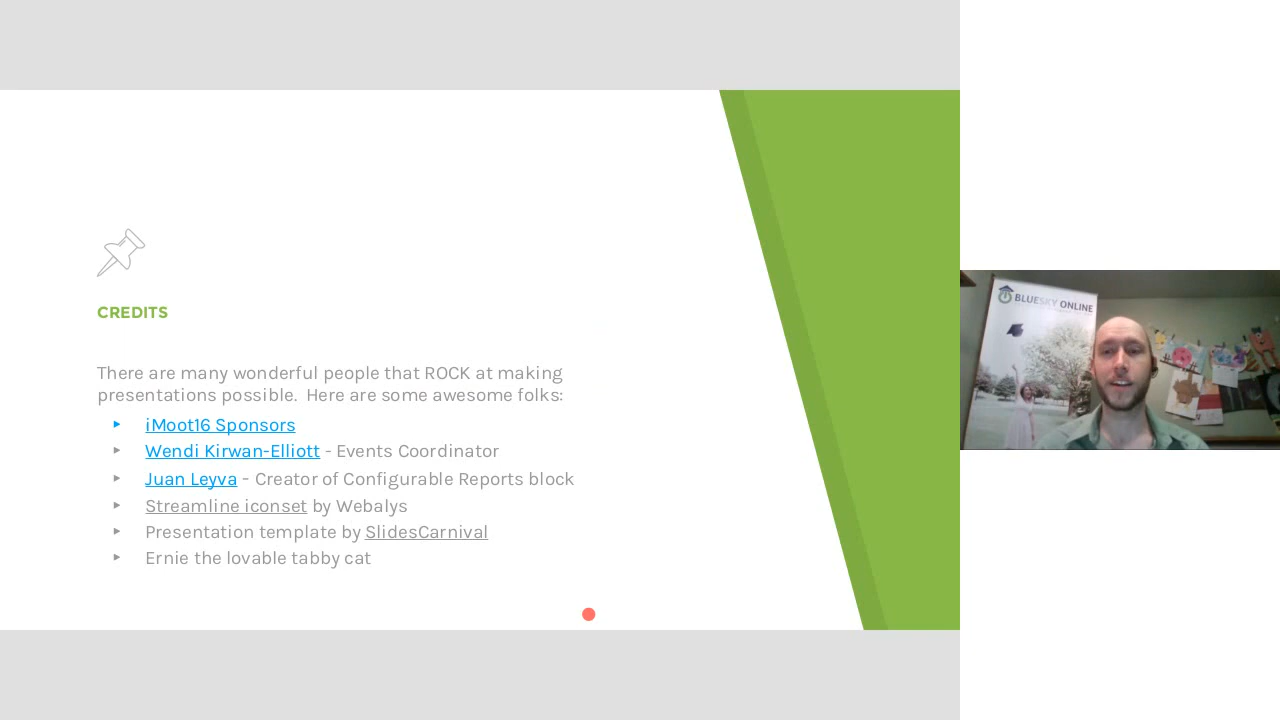 CREDITS
There are many wonderful people that ROCK at making
presentations possible.  Here are some awesome folks:
iMoot16 Sponsors
Wendi Kirwan-Elliott - Events Coordinator
Juan Leyva – Creator of Configurable Reports block
Streamline iconset by Webalys
Presentation template by SlidesCarnival
Ernie the lovable tabby cat
BLUESKY ONLINE